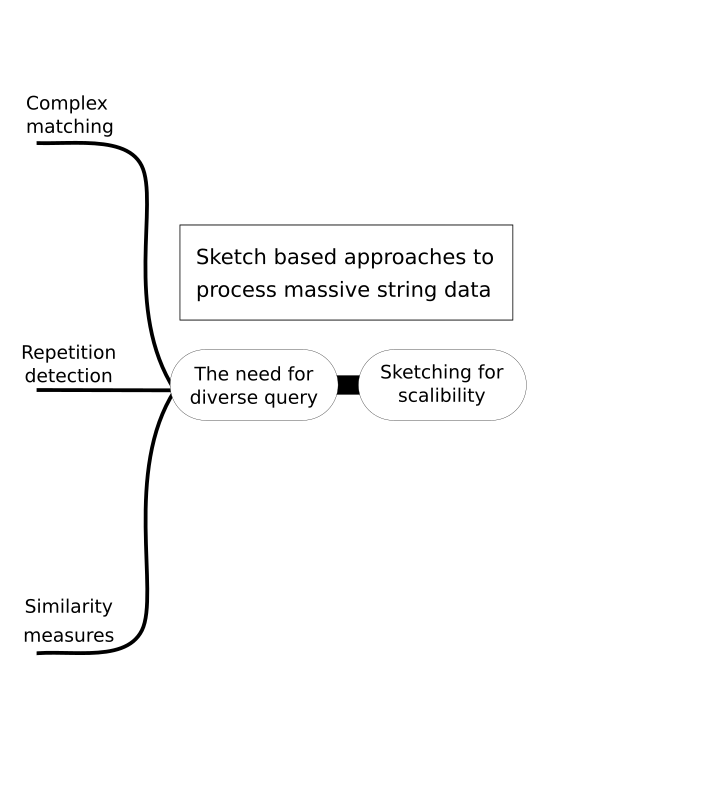 Complex
matching
Sketch based approaches to
process massive string data
Repetition
detection
The need for
diverse query
Sketching for
scalibility
Similarity
measures